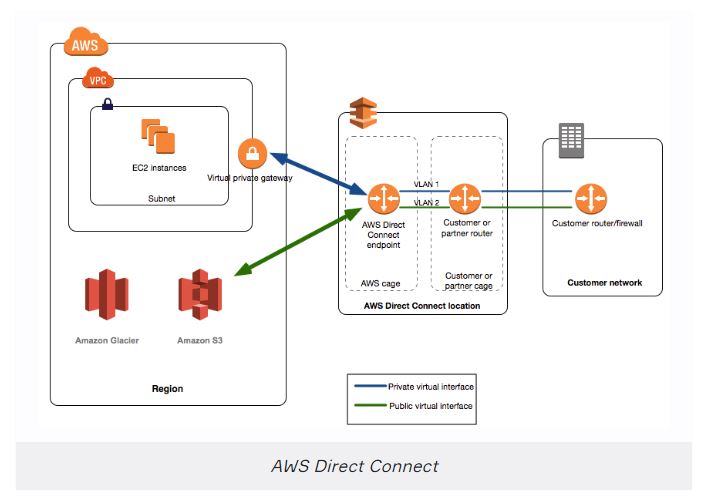 AWS
VPC
EC2 instances
Virtual private gateway
Subnet
Amazon Glacier
Amazon S3
Region
VLAN 1
VLAN 2
AWS Direct
Connect
endpoint
Customer or
partner router
AWS cage
Customer or
partner cage
AWS Direct Connect location
Customer router/firewall
Customer network
Private virtual interface
Public virtual interface
AWS Direct Connect